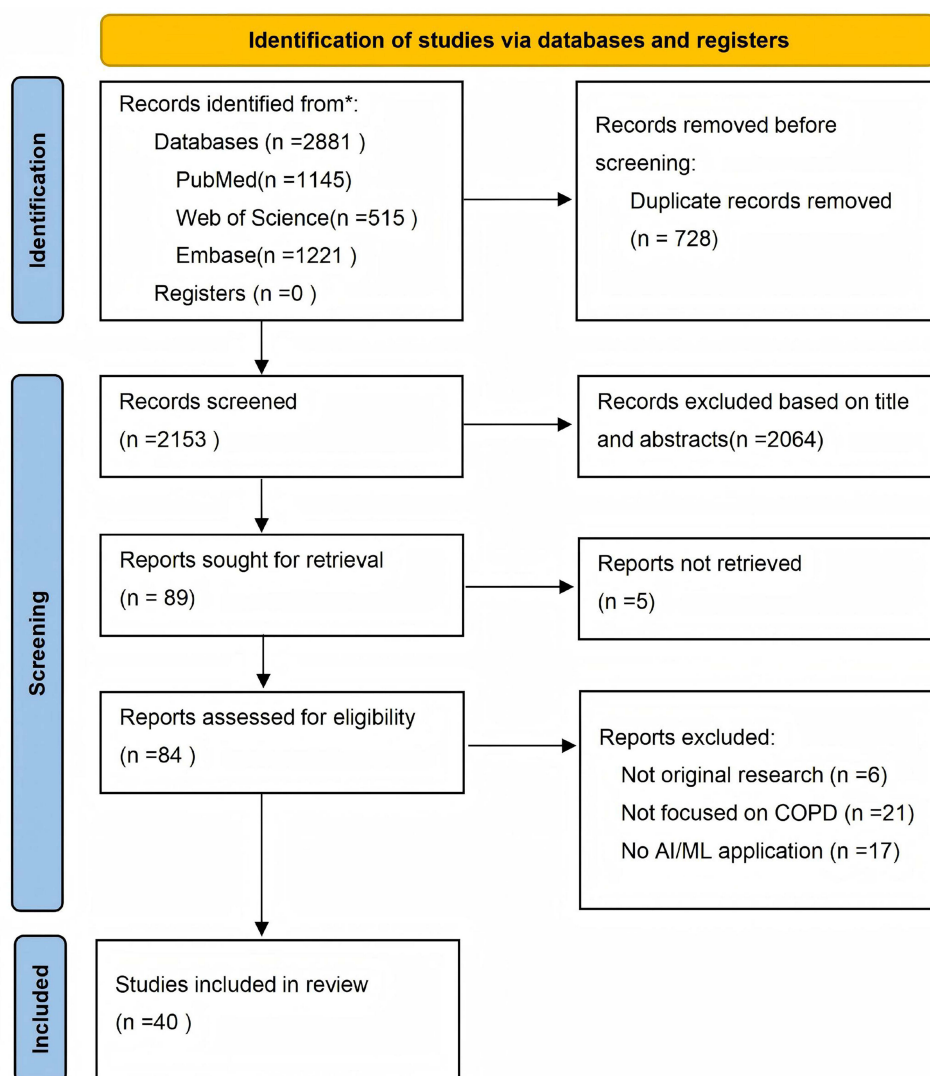 Identification of studies via databases and registers
Identification
Records identified from*:
Databases (n =2881 )
PubMed(n =1145)
Web of Science(n =515 )
Embase(n =1221 )
Registers (n =0 )
Records removed before
screening:
Duplicate records removed
(n = 728)
Screening
Records screened
(n =2153 )
Records excluded based on title
and abstracts(n =2064)
Reports sought for retrieval
(n = 89)
Reports not retrieved
(n =5)
Reports assessed for eligibility
(n =84 )
Reports excluded:
Not original research (n =6)
Not focused on COPD (n =21)
No AI/ML application (n =17)
Included
Studies included in review
(n =40 )